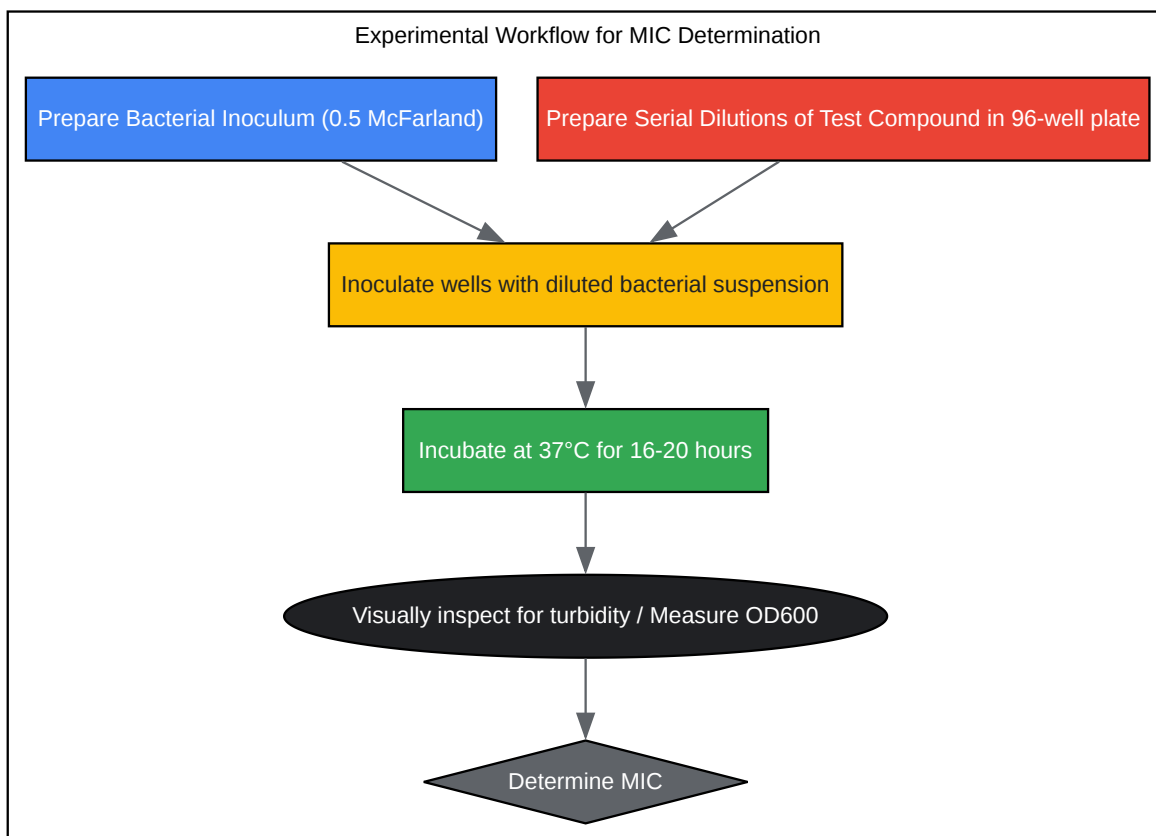 Experimental Workflow for MIC Determination
Prepare Bacterial Inoculum (0.5 McFarland)
Prepare Serial Dilutions of Test Compound in 96-well plate
Inoculate wells with diluted bacterial suspension
Incubate at 37°C for 16-20 hours
Visually inspect for turbidity / Measure OD600
Determine MIC